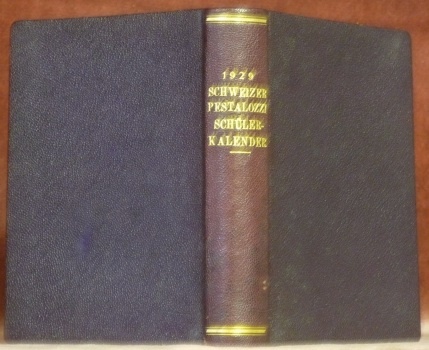 1929
SCHWEIZER
PESTALOZZI
SCHÜLER-
KALENDER